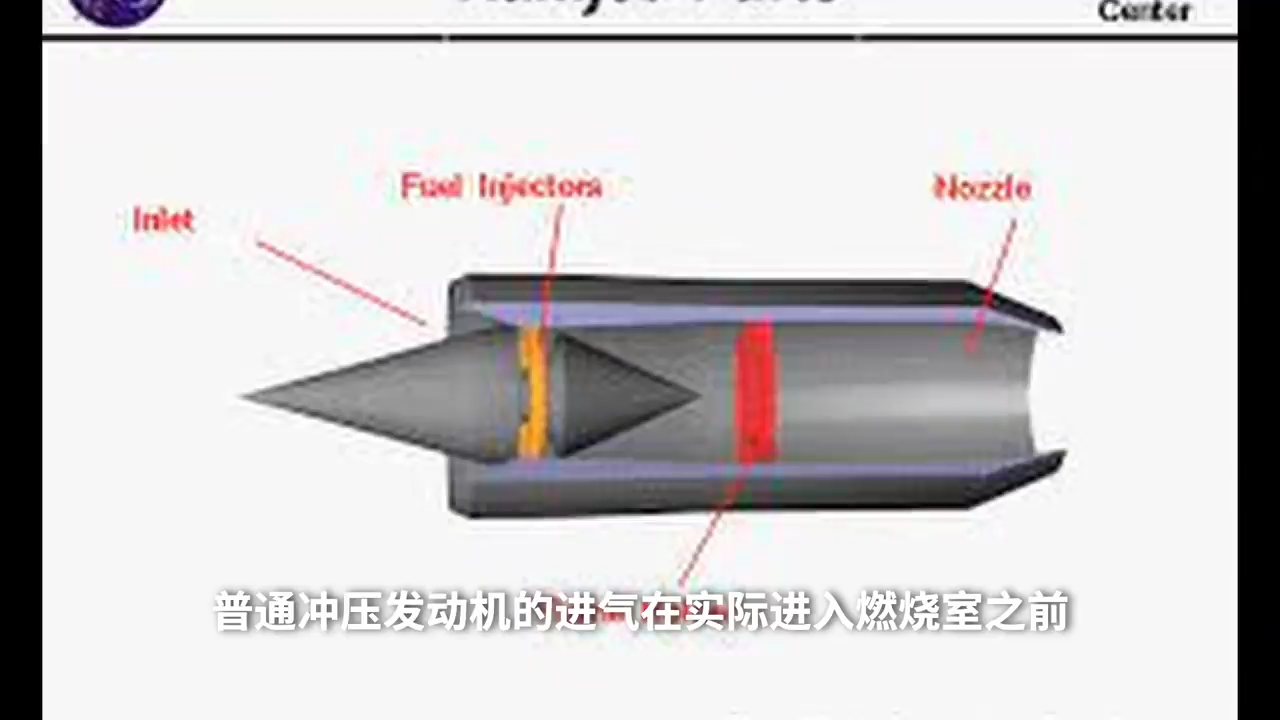 Center
Fuel Injectors
Nozzle
Inlet
普通冲压发动机的进气在实际进入燃烧室之前